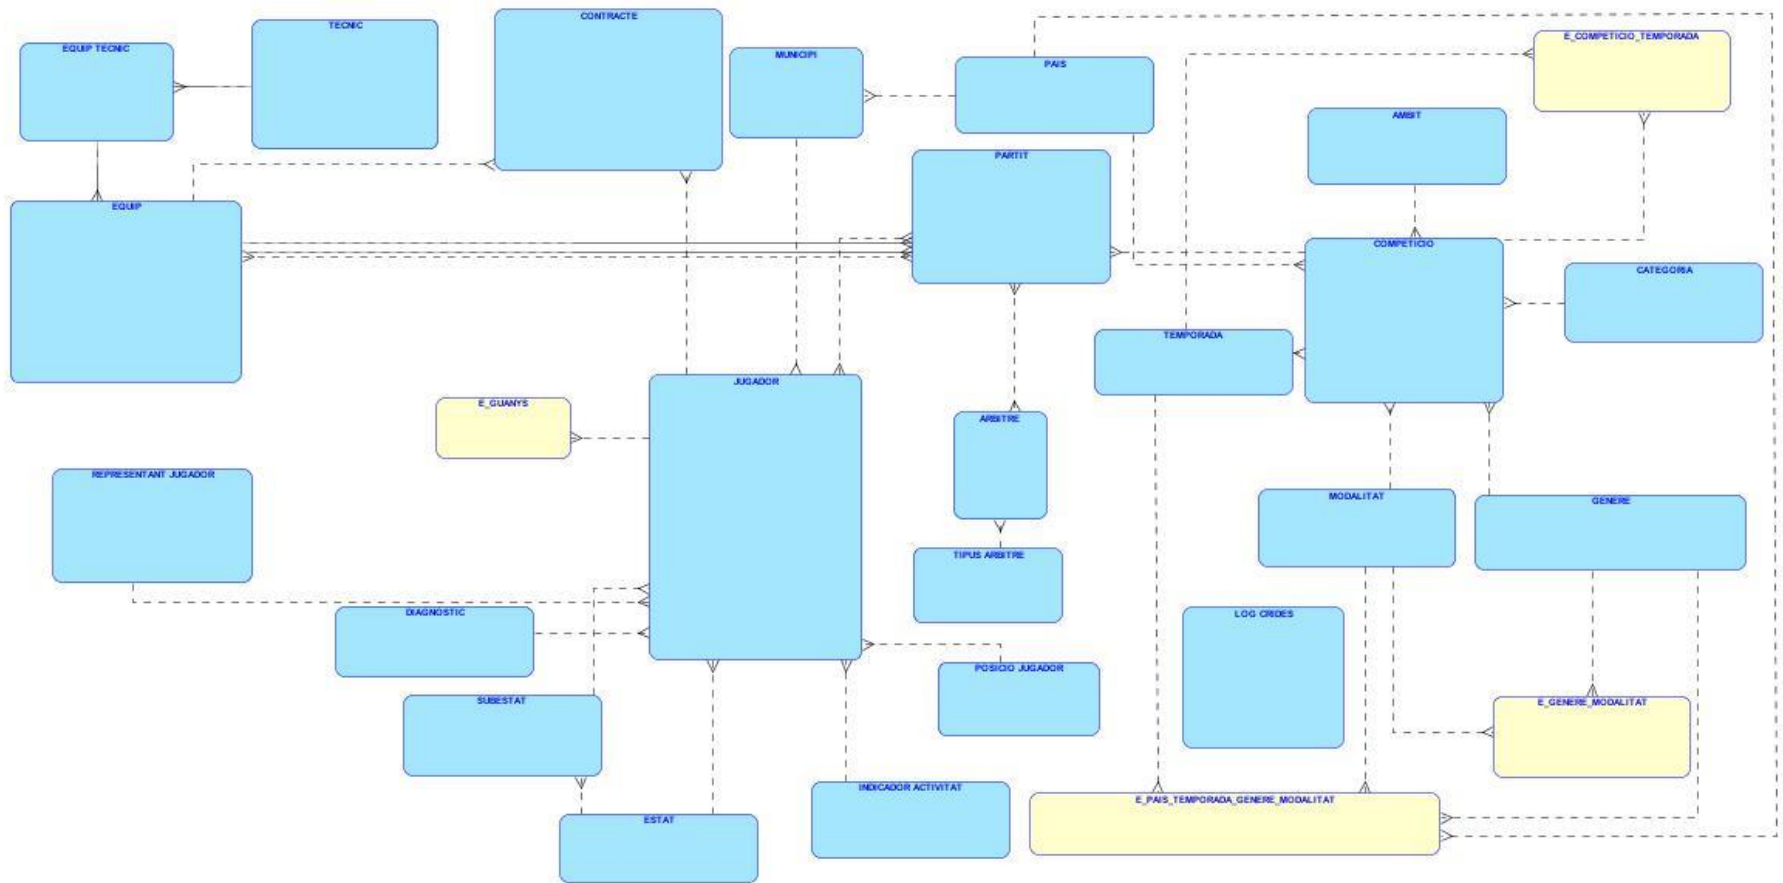 CONTRACTE
TECNIC
E_COMPETICIO_TEMPORADA
EQUIP TECNIC
MUNICIPI
PAIS
AMBIT
PARTIT
EQUIP
COMPETICIO
CATEGORIA
TEMPORADA
JUGADOR
E_GUANYS
ARBITRE
REPRESENTANT JUGADOR
MODALITAT
GENERE
TIPUS ARBITRE
DIAGNOSTIC
LOG CRIDES
POSICIO JUGADOR
SUBESTAT
E_GENERE_MODALITAT
INDICADOR ACTIVITAT
E_PAIS_TEMPORADA_GENERE_MODALITAT
ESTAT